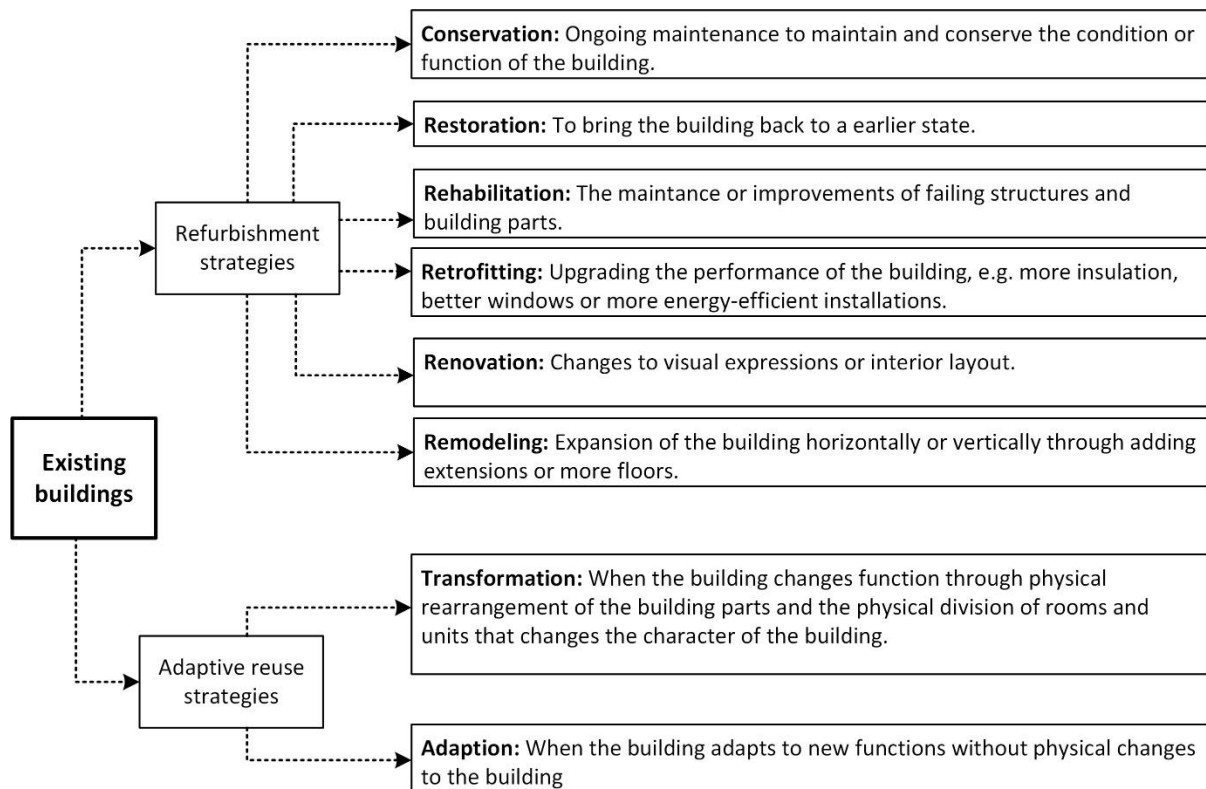 Conservation: Ongoing maintenance to maintain and conserve the condition or
function of the building.
Restoration: To bring the building back to a earlier state.
Rehabilitation: The maintance or improvements of failing structures and
building parts.
Refurbishment
strategies
Retrofitting: Upgrading the performance of the building, e.g. more insulation,
better windows or more energy-efficient installations.
Renovation: Changes to visual expressions or interior layout.
Remodeling: Expansion of the building horizontally or vertically through adding
extensions or more floors.
Existing
buildings
Transformation: When the building changes function through physical
rearrangement of the building parts and the physical division of rooms and
units that changes the character of the building.
Adaptive reuse
strategies
Adaption: When the building adapts to new functions without physical changes
to the building